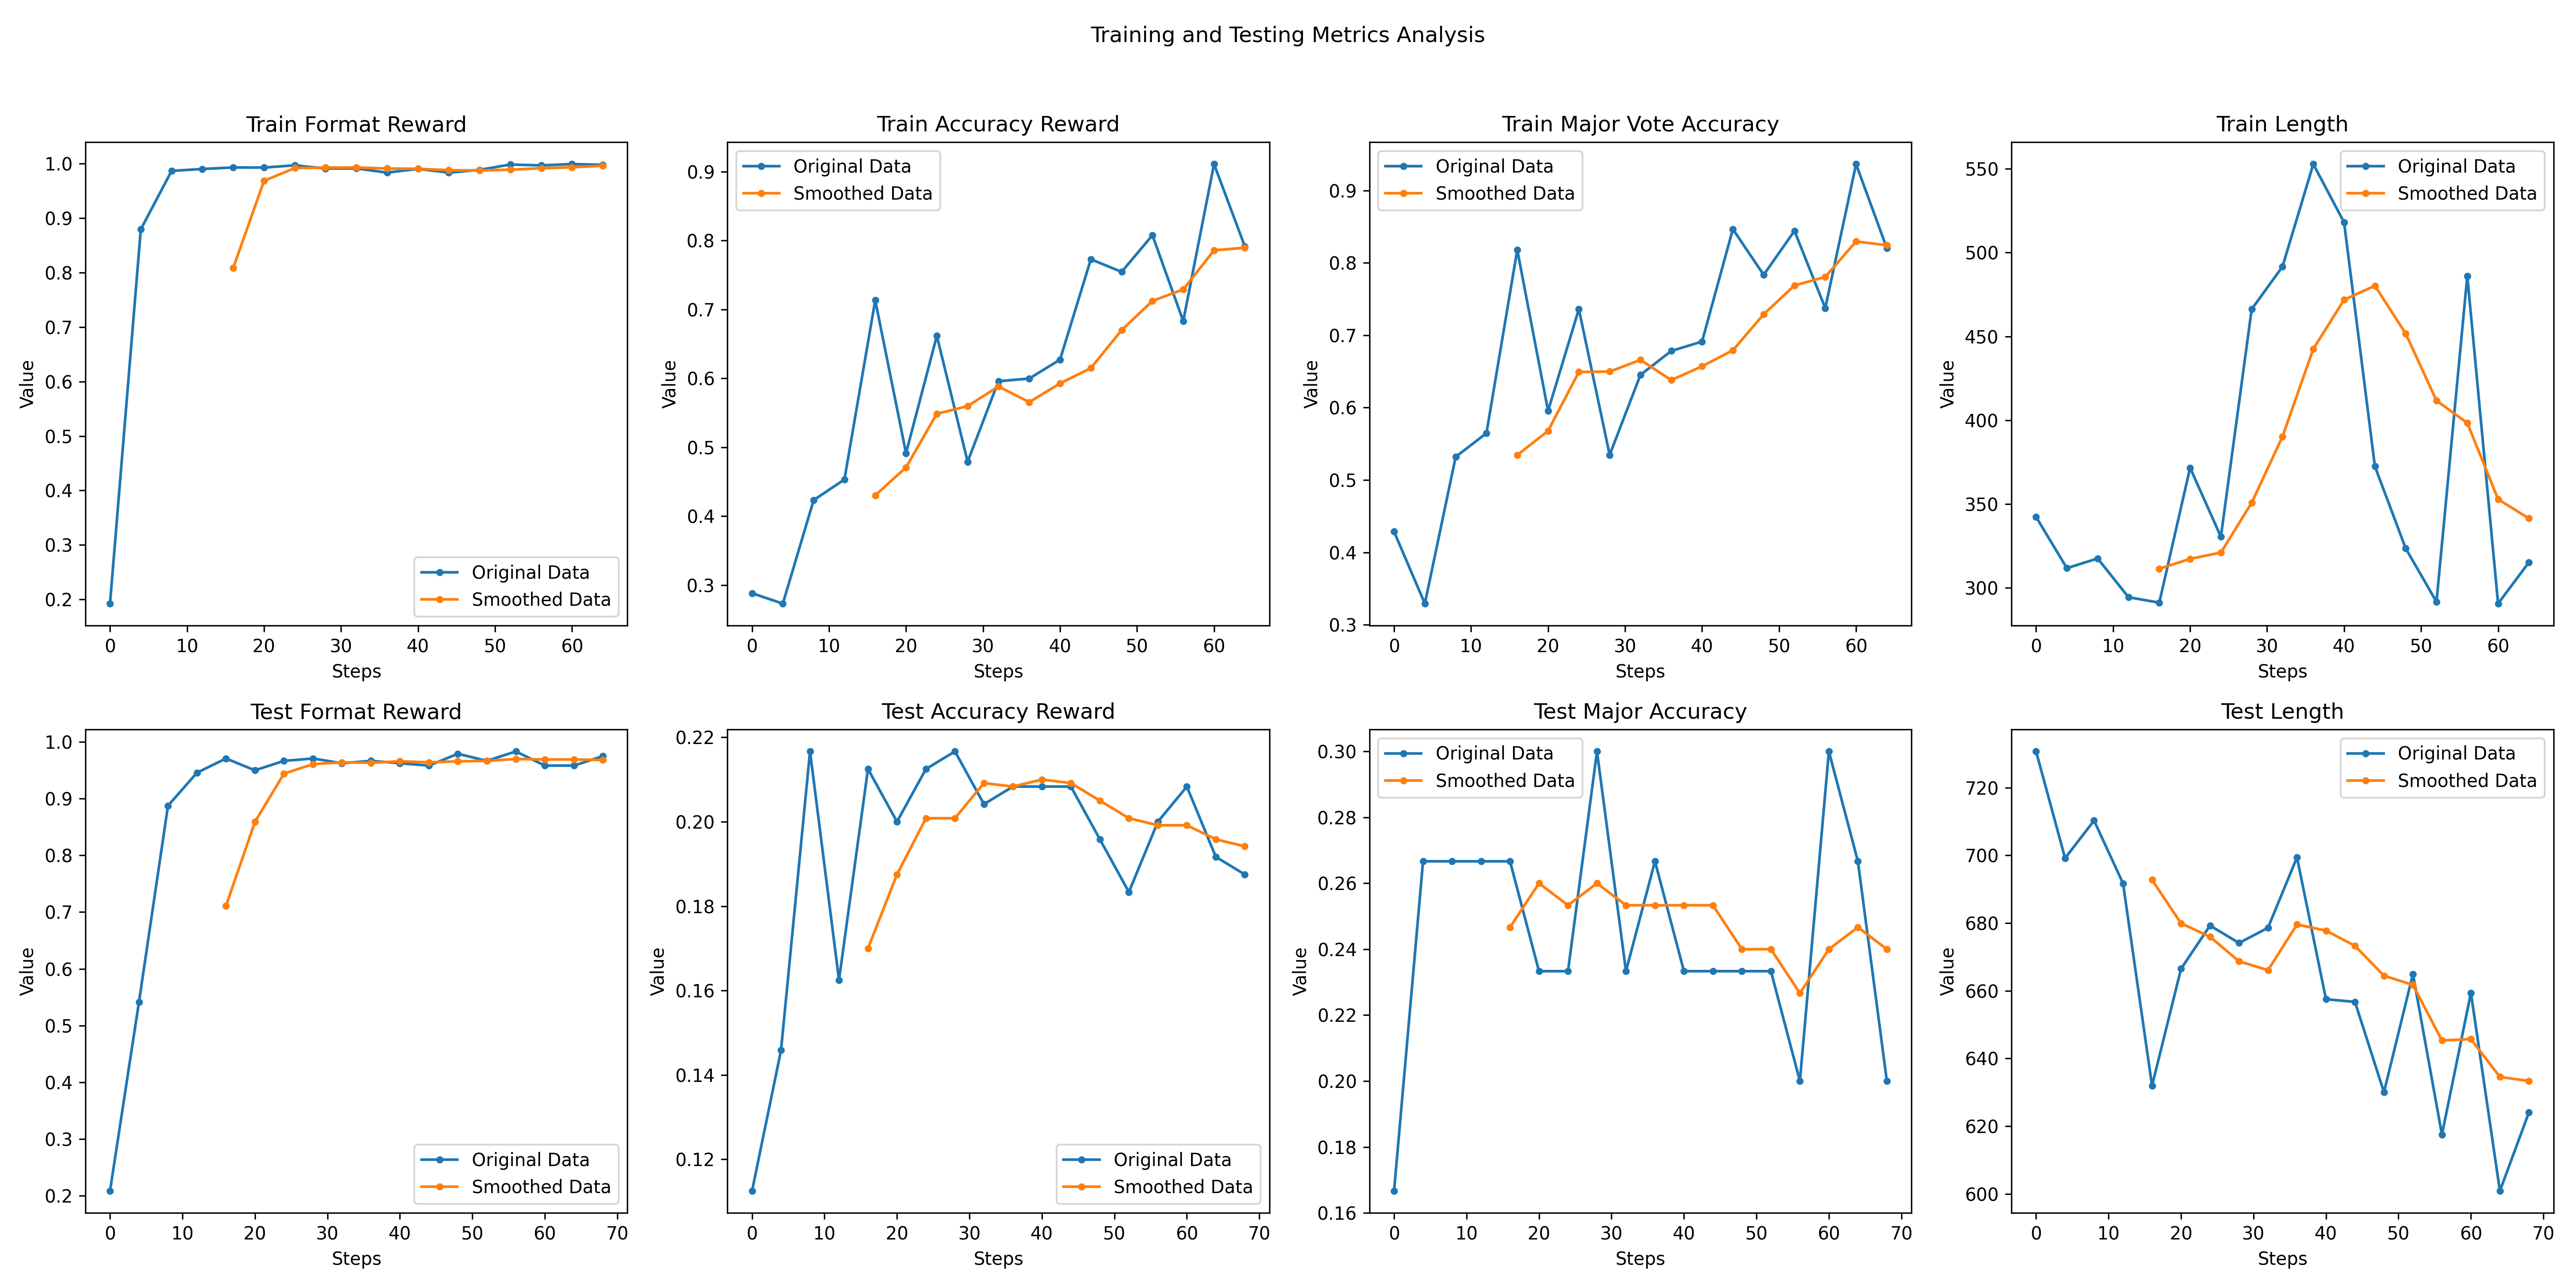 Training and Testing Metrics Analysis
Train Format Reward
Value
1.0
0.9
0.8
0.7
0.6
0.5
0.4
0.3
0.2
Original Data
Smoothed Data
0 10 20 30 40 50 60
Steps
Train Accuracy Reward
Value
0.9
0.8
0.7
0.6
0.5
0.4
0.3
Original Data
Smoothed Data
0 10 20 30 40 50 60
Steps
Train Major Vote Accuracy
Value
0.9
0.8
0.7
0.6
0.5
0.4
0.3
Original Data
Smoothed Data
0 10 20 30 40 50 60
Steps
Train Length
Value
550
500
450
400
350
300
Original Data
Smoothed Data
0 10 20 30 40 50 60
Steps
Test Format Reward
Value
1.0
0.9
0.8
0.7
0.6
0.5
0.4
0.3
0.2
Original Data
Smoothed Data
0 10 20 30 40 50 60 70
Steps
Test Accuracy Reward
Value
0.22
0.20
0.18
0.16
0.14
0.12
Original Data
Smoothed Data
0 10 20 30 40 50 60 70
Steps
Test Major Accuracy
Value
0.30
0.28
0.26
0.24
0.22
0.20
0.18
0.16
Original Data
Smoothed Data
0 10 20 30 40 50 60 70
Steps
Test Length
Value
720
700
680
660
640
620
600
Original Data
Smoothed Data
0 10 20 30 40 50 60 70
Steps